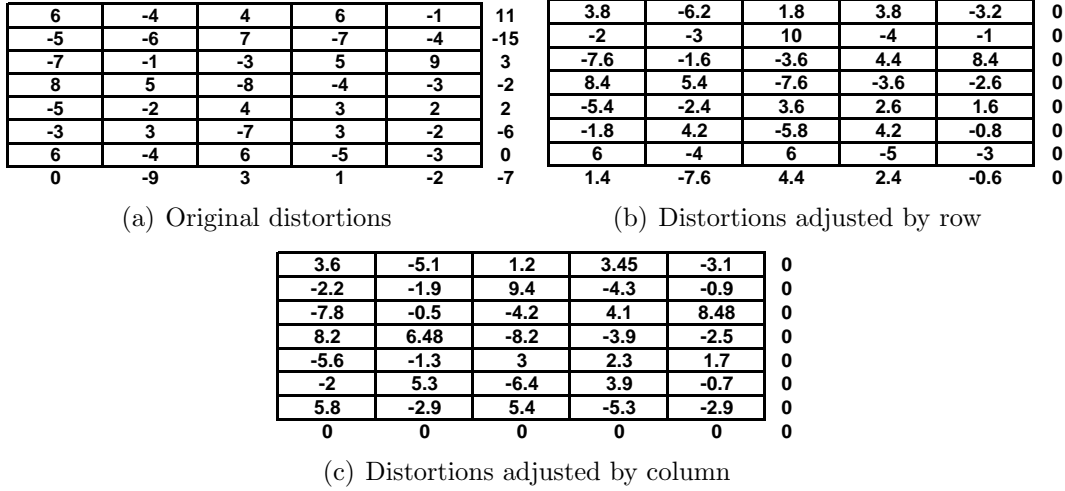 6 -4 4 6 -1 11
-5 -6 7 -7 -4 -15
-7 -1 -3 5 9 3
8 5 -8 -4 -3 -2
-5 -2 4 3 2 2
-3 3 -7 3 -2 -6
6 -4 6 -5 -3 0
0 -9 3 1 -2 -7
(a) Original distortions
3.8 -6.2 1.8 3.8 -3.2 0
-2 -3 10 -4 -1 0
-7.6 -1.6 -3.6 4.4 8.4 0
8.4 5.4 -7.6 -3.6 -2.6 0
-5.4 -2.4 3.6 2.6 1.6 0
-1.8 4.2 -5.8 4.2 -0.8 0
6 -4 6 -5 -3 0
1.4 -7.6 4.4 2.4 -0.6 0
(b) Distortions adjusted by row
3.6 -5.1 1.2 3.45 -3.1 0
-2.2 -1.9 9.4 -4.3 -0.9 0
-7.8 -0.5 -4.2 4.1 8.48 0
8.2 6.48 -8.2 -3.9 -2.5 0
-5.6 -1.3 3 2.3 1.7 0
-2 5.3 -6.4 3.9 -0.7 0
5.8 -2.9 5.4 -5.3 -2.9 0
0 0 0 0 0 0
(c) Distortions adjusted by column